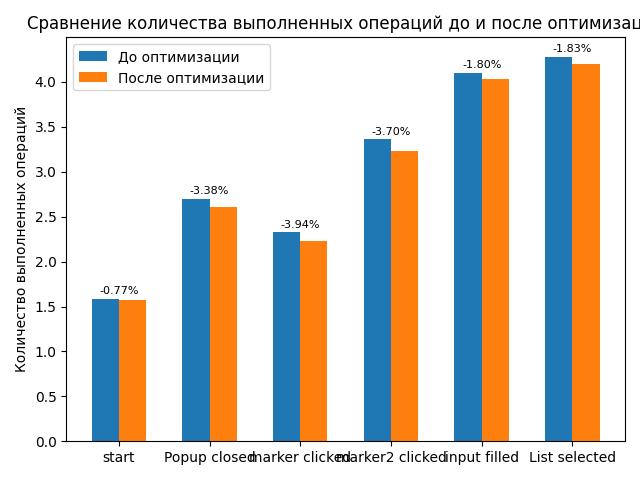 Сравнение количества выполненных операций до и после оптимизац
До оптимизации
После оптимизации
Количество выполненных операций
4.0
3.5
3.0
2.5
2.0
1.5
1.0
0.5
0.0
-0.77%
-3.38%
-3.94%
-3.70%
-1.80%
-1.83%
start
Popup closed
marker clicked
marker2 clicked
input filled
List selected